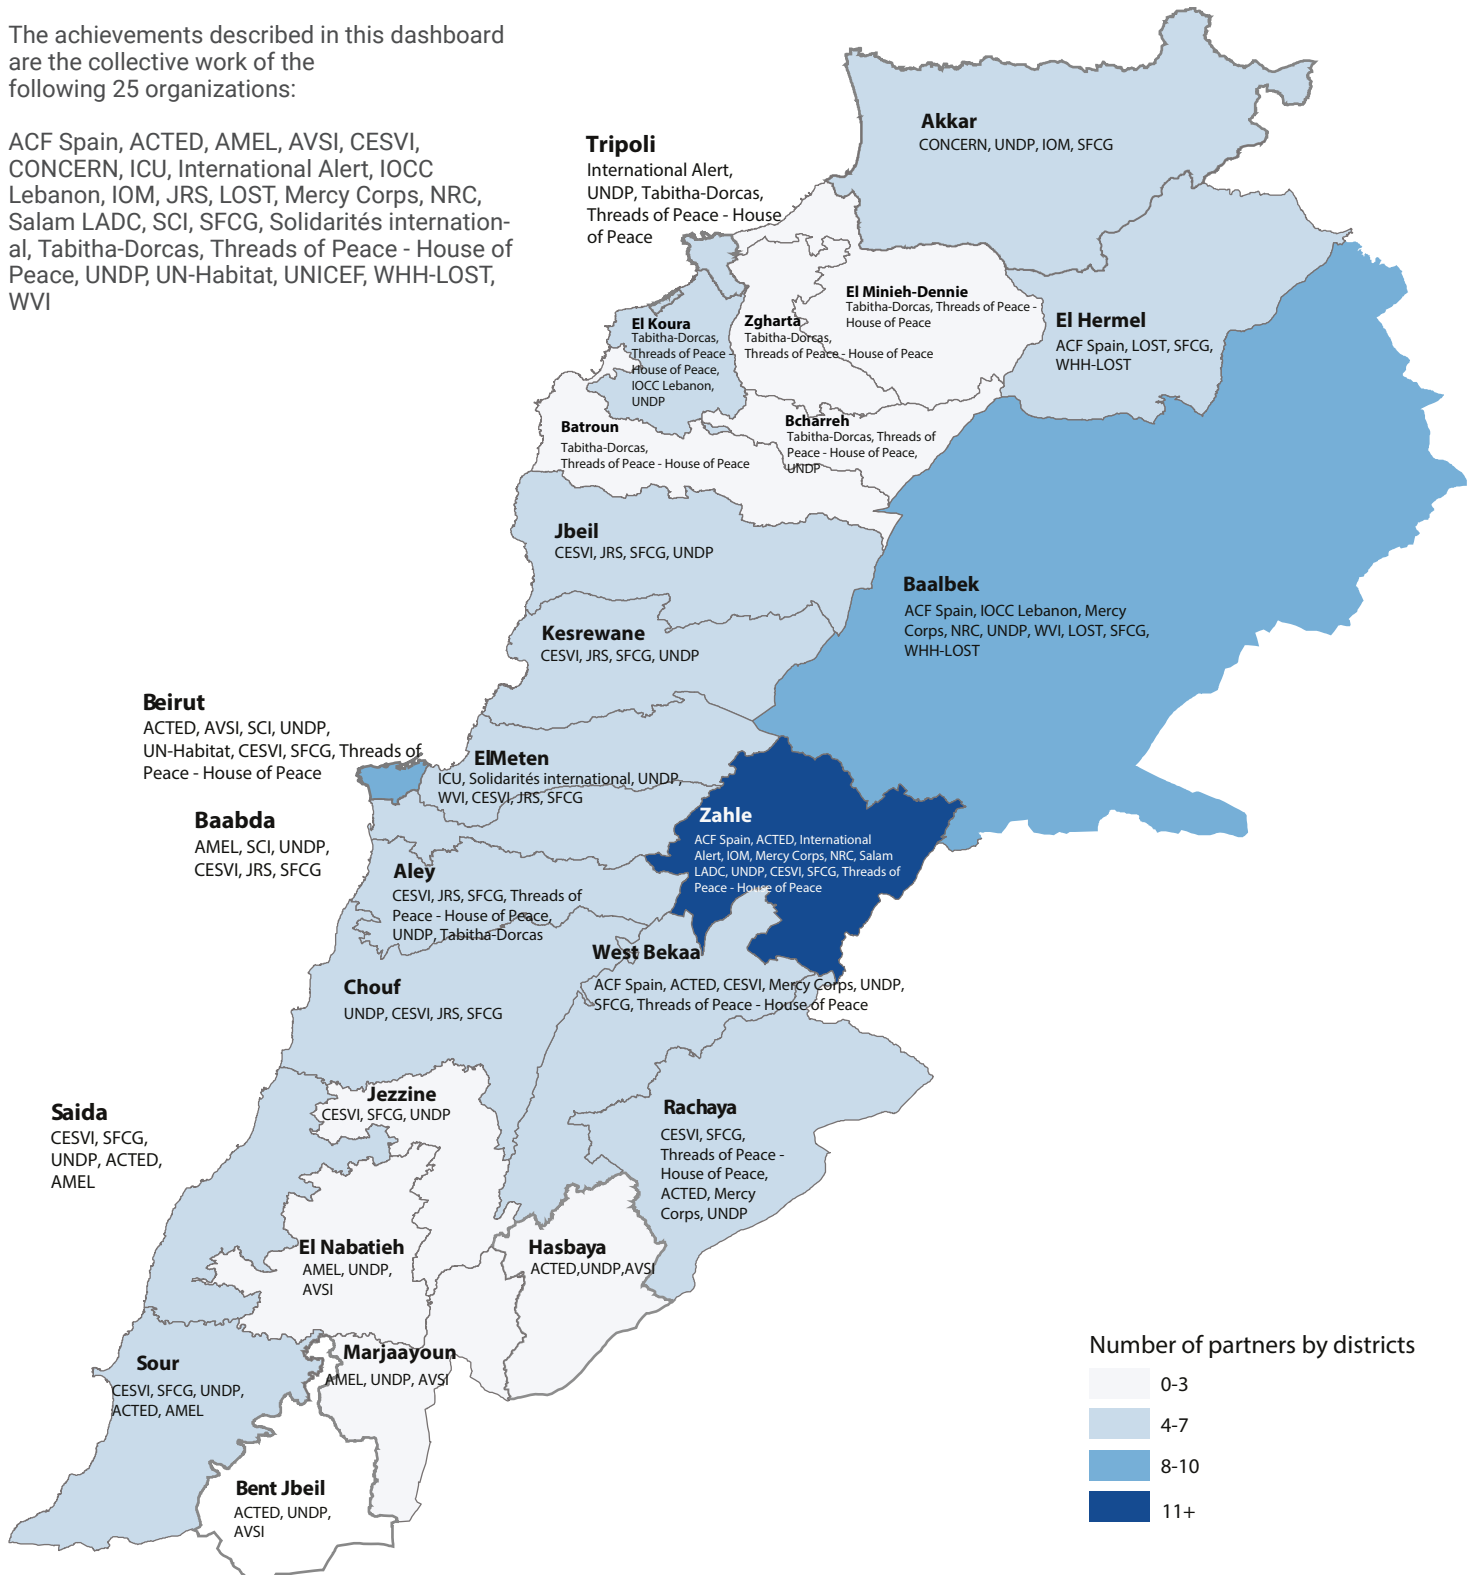 The achievements described in this dashboard
are the collective work of the
following 25 organizations:
ACF Spain, ACTED, AMEL, AVSI, CESVI,
CONCERN, ICU, International Alert, IOCC
Lebanon, IOM, JRS, LOST, Mercy Corps, NRC,
Salam LADC, SCI, SFCG, Solidarités internation-
al, Tabitha-Dorcas, Threads of Peace - House of
Peace, UNDP, UN-Habitat, UNICEF, WHH-LOST,
WVI
Akkar
CONCERN, UNDP, IOM, SFCG
Tripoli
International Alert,
UNDP, Tabitha-Dorcas,
Threads of Peace - House
of Peace
El Minieh-Dennie
Tabitha-Dorcas, Threads of Peace -
House of Peace
El Hermel
ACF Spain, LOST, SFCG,
WHH-LOST
El Koura
Tabitha-Dorcas,
Threads of Peace -
House of Peace,
IOCC Lebanon,
UNDP
Zgharta
Tabitha-Dorcas,
Threads of Peace - House of Peace
Batroun
Tabitha-Dorcas,
Threads of Peace - House of Peace
Bcharreh
Tabitha-Dorcas, Threads of
Peace - House of Peace,
UNDP
Jbeil
CESVI, JRS, SFCG, UNDP
Baalbek
ACF Spain, IOCC Lebanon, Mercy
Corps, NRC, UNDP, WVI, LOST, SFCG,
WHH-LOST
Kesrewane
CESVI, JRS, SFCG, UNDP
Beirut
ACTED, AVSI, SCI, UNDP,
UN-Habitat, CESVI, SFCG, Threads of
Peace - House of Peace
ElMeten
ICU, Solidarités international, UNDP,
WVI, CESVI, JRS, SFCG
Baabda
AMEL, SCI, UNDP,
CESVI, JRS, SFCG
Zahle
ACF Spain, ACTED, International
Alert, IOM, Mercy Corps, NRC, Salam
LADC, UNDP, CESVI, SFCG, Threads of
Peace - House of Peace
Aley
CESVI, JRS, SFCG, Threads of
Peace - House of Peace,
UNDP, Tabitha-Dorcas
West Bekaa
ACF Spain, ACTED, CESVI, Mercy Corps, UNDP,
SFCG, Threads of Peace - House of Peace
Chouf
UNDP, CESVI, JRS, SFCG
Jezzine
CESVI, SFCG, UNDP
Saida
CESVI, SFCG,
UNDP, ACTED,
AMEL
Rachaya
CESVI, SFCG,
Threads of Peace -
House of Peace,
ACTED, Mercy
Corps, UNDP
El Nabatieh
AMEL, UNDP,
AVSI
Hasbaya
ACTED,UNDP,AVSI
Sour
CESVI, SFCG, UNDP,
ACTED, AMEL
Marjaayoun
AMEL, UNDP, AVSI
Bent Jbeil
ACTED, UNDP,
AVSI
Number of partners by districts
0-3
4-7
8-10
11+